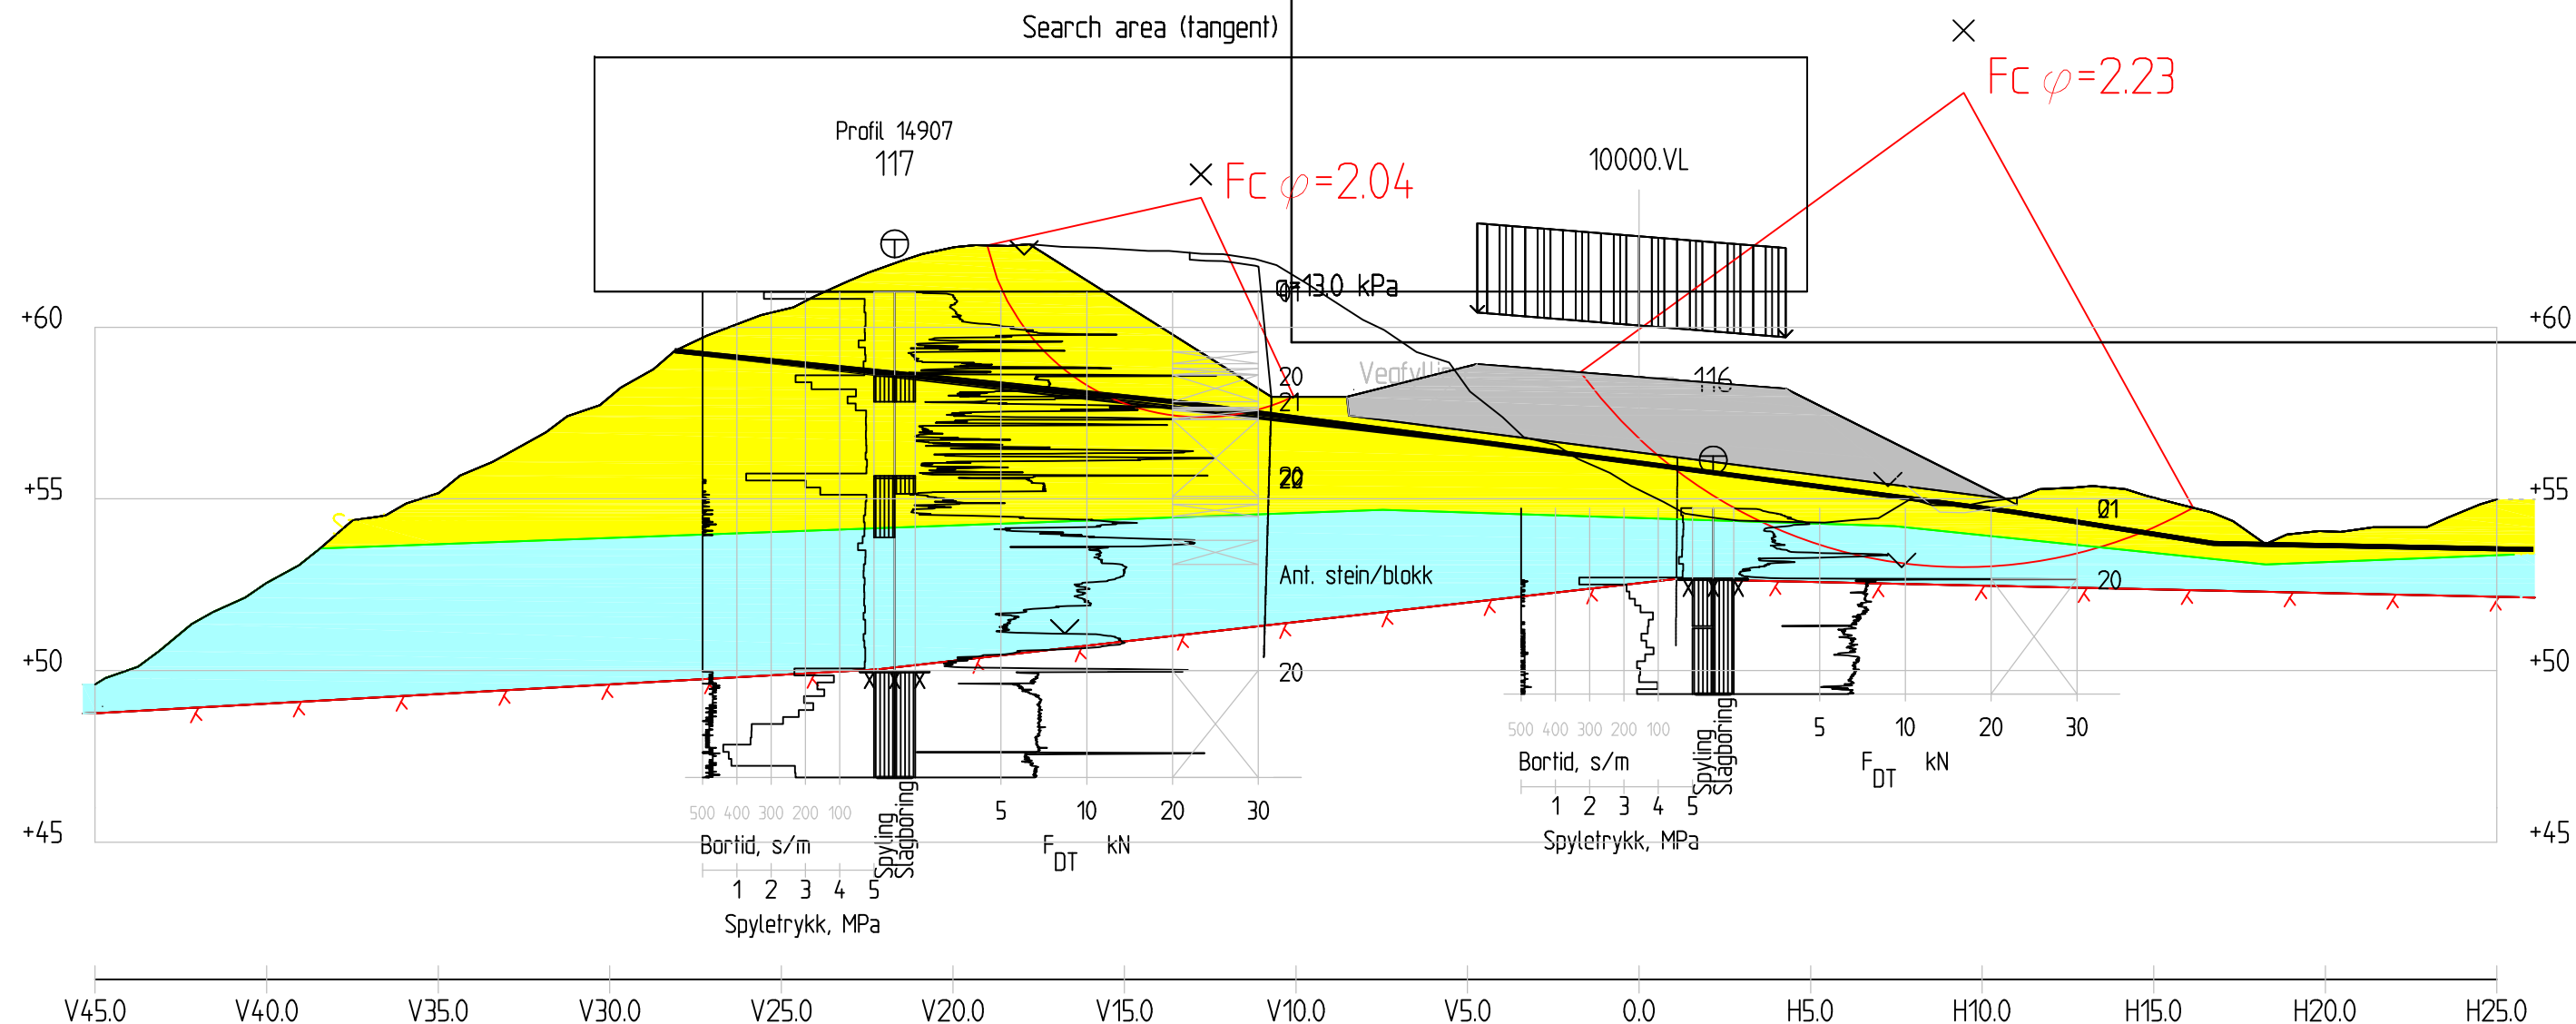 Search area (tangent)
Fc φ=2.23
Profil 14907
117
10000.VL
Fc φ=2.04
q=13.0 kPa
+60
+60
20
116
21
20
+55
+55
21
Ant. stein/blokk
20
+50
+50
20
500 400 300 200 100
5 10 20 30
Bortid, s/m
Spyling
Slagboring
F DT kN
1 2 3 4 5
Spyletrykk, MPa
500 400 300 200 100
5 10 20 30
Bortid, s/m
Spyling
Slagboring
F DT kN
1 2 3 4 5
Spyletrykk, MPa
+45
+45
V45.0 V40.0 V35.0 V30.0 V25.0 V20.0 V15.0 V10.0 V5.0 0.0 H5.0 H10.0 H15.0 H20.0 H25.0